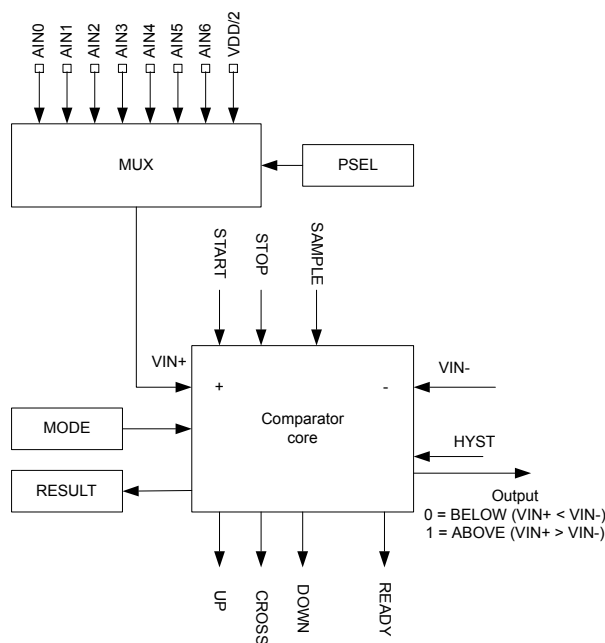 AIN0
AIN1
AIN2
AIN3
AIN4
AIN5
AIN6
VDD/2
MUX
PSEL
START
STOP
SAMPLE
VIN+
VIN-
+
-
Comparator
core
MODE
HYST
RESULT
Output
0 = BELOW (VIN+ < VIN-)
1 = ABOVE (VIN+ > VIN-)
UP
CROSS
DOWN
READY